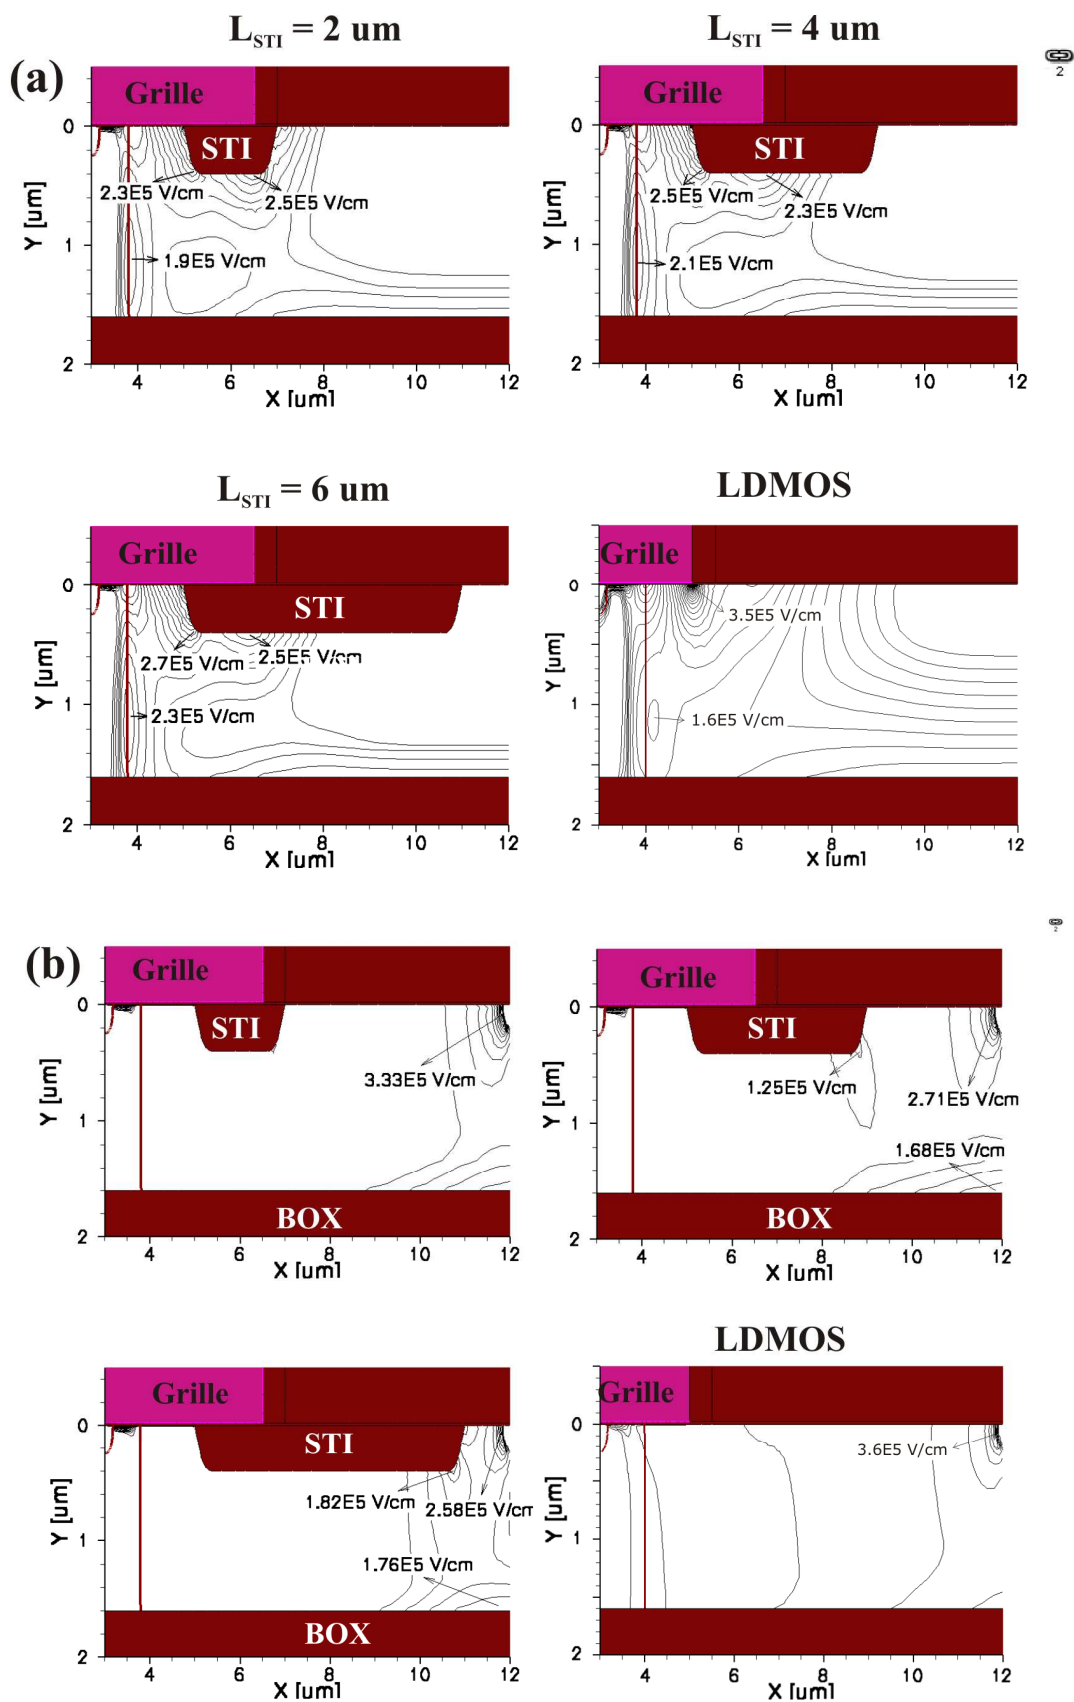 L_STI = 2 um
L_STI = 4 um
2
(a)
Grille
STI
2.3E5 V/cm
2.5E5 V/cm
1.9E5 V/cm
0
1
2
Y [um]
4 6 8 10 12
X [um]
Grille
STI
2.5E5 V/cm
2.3E5 V/cm
2.1E5 V/cm
0
1
2
Y [um]
4 6 8 10 12
X [um]
L_STI = 6 um
LDMOS
Grille
STI
2.7E5 V/cm
2.5E5 V/cm
2.3E5 V/cm
0
1
2
Y [um]
4 6 8 10 12
X [um]
Grille
3.5E5 V/cm
1.6E5 V/cm
0
1
2
Y [um]
4 6 8 10 12
X [um]
2
(b)
Grille
STI
3.33E5 V/cm
BOX
0
1
2
Y [um]
4 6 8 10 12
X [um]
Grille
STI
1.25E5 V/cm
2.71E5 V/cm
1.68E5 V/cm
BOX
0
1
2
Y [um]
4 6 8 10 12
X [um]
LDMOS
Grille
STI
1.82E5 V/cm
2.58E5 V/cm
1.76E5 V/cm
BOX
0
1
2
Y [um]
4 6 8 10 12
X [um]
Grille
3.6E5 V/cm
0
1
2
Y [um]
4 6 8 10 12
X [um]